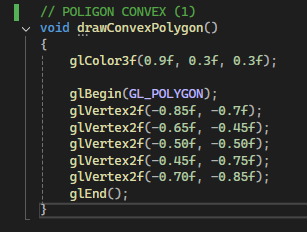 // POLIGON CONVEX (1)
void drawConvexPolygon()
{
glColor3f(0.9f, 0.3f, 0.3f);
glBegin(GL_POLYGON);
glVertex2f(-0.85f, -0.7f);
glVertex2f(-0.65f, -0.45f);
glVertex2f(-0.50f, -0.50f);
glVertex2f(-0.45f, -0.75f);
glVertex2f(-0.70f, -0.85f);
glEnd();
}